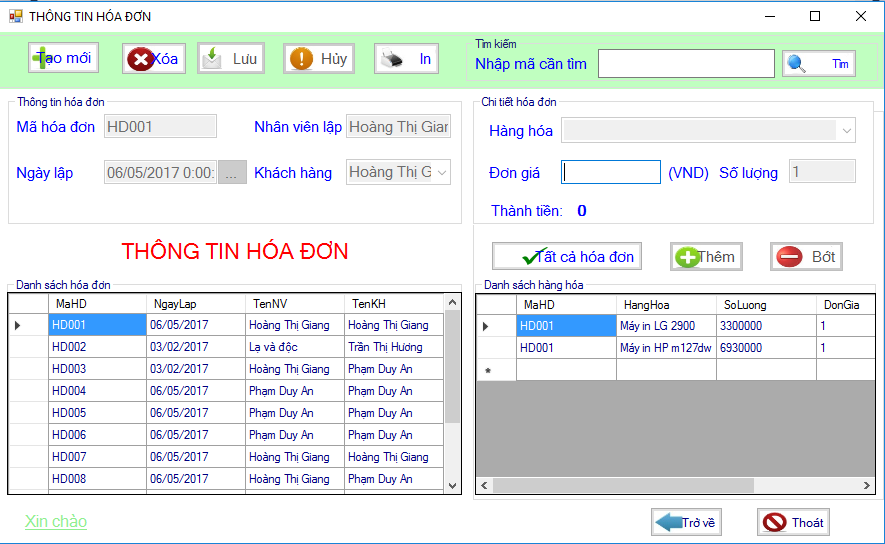 THÔNG TIN HÓA ĐƠN
Tạo mới Xóa Lưu Hủy In
Tìm kiếm
Nhập mã cần tìm Tìm
Thông tin hóa đơn
Mã hóa đơn HD001 Nhân viên lập Hoàng Thị Gian
Ngày lập 06/05/2017 0:00: ... Khách hàng Hoàng Thị G
Chi tiết hóa đơn
Hàng hóa
Đơn giá (VND) Số lượng 1
Thành tiền: 0
THÔNG TIN HÓA ĐƠN
Tất cả hóa đơn Thêm Bớt
Danh sách hóa đơn
MaHD NgayLap TenNV TenKH
HD001 06/05/2017 Hoàng Thị Giang Hoàng Thị Giang
HD002 03/02/2017 Lạ và độc Trần Thị Hương
HD003 03/02/2017 Hoàng Thị Giang Phạm Duy An
HD004 06/05/2017 Phạm Duy An Phạm Duy An
HD005 06/05/2017 Phạm Duy An Phạm Duy An
HD006 06/05/2017 Phạm Duy An Phạm Duy An
HD007 06/05/2017 Hoàng Thị Giang Hoàng Thị Giang
HD008 06/05/2017 Hoàng Thị Giang Phạm Duy An
Danh sách hàng hóa
MaHD HangHoa SoLuong DonGia
HD001 Máy in LG 2900 3300000 1
HD001 Máy in HP m127dw 6930000 1
*
Xin chào
Trở về Thoát